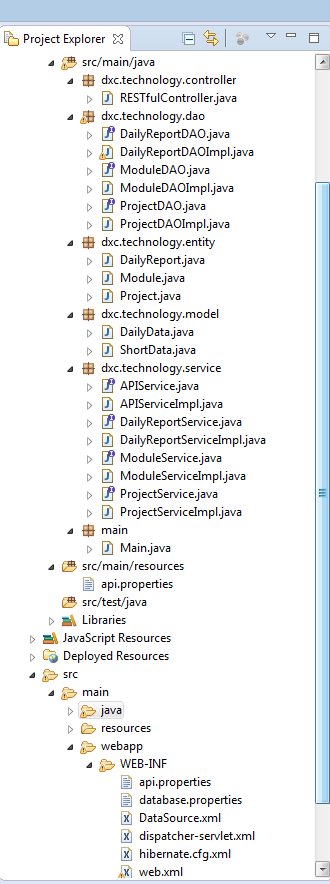 Project Explorer
src/main/java
dxc.technology.controller
RESTfulController.java
dxc.technology.dao
DailyReportDAO.java
DailyReportDAOImpl.java
ModuleDAO.java
ModuleDAOImpl.java
ProjectDAO.java
ProjectDAOImpl.java
dxc.technology.entity
DailyReport.java
Module.java
Project.java
dxc.technology.model
DailyData.java
ShortData.java
dxc.technology.service
APIService.java
APIServiceImpl.java
DailyReportService.java
DailyReportServiceImpl.java
ModuleService.java
ModuleServiceImpl.java
ProjectService.java
ProjectServiceImpl.java
main
Main.java
src/main/resources
api.properties
src/test/java
Libraries
JavaScript Resources
Deployed Resources
src
main
java
resources
webapp
WEB-INF
api.properties
database.properties
DataSource.xml
dispatcher-servlet.xml
hibernate.cfg.xml
web.xml